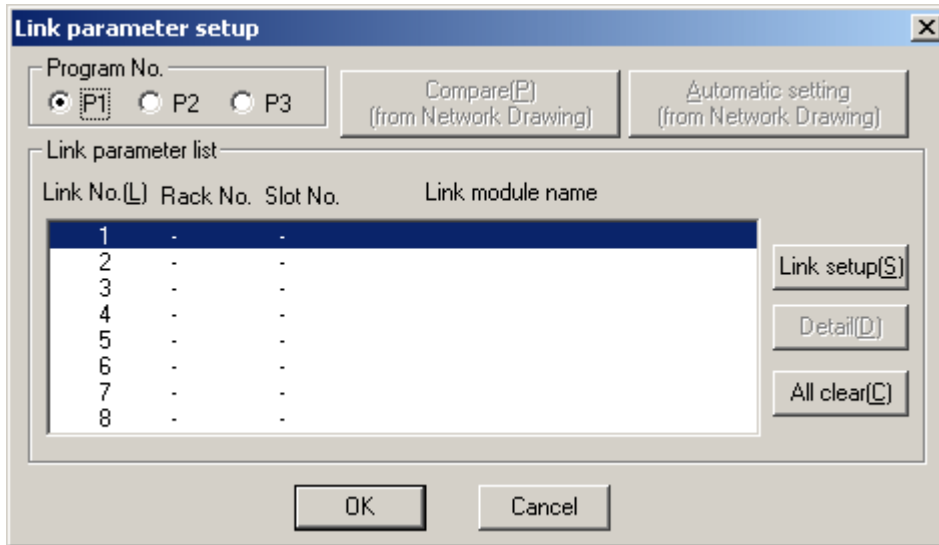 Link parameter setup
Program No.
P1 P2 P3
Compare(P)
(from Network Drawing)
Automatic setting
(from Network Drawing)
Link parameter list
Link No.(L) Rack No. Slot No. Link module name
1 - -
2 - -
3 - -
4 - -
5 - -
6 - -
7 - -
8 - -
Link setup(S)
Detail(D)
All clear(C)
OK Cancel